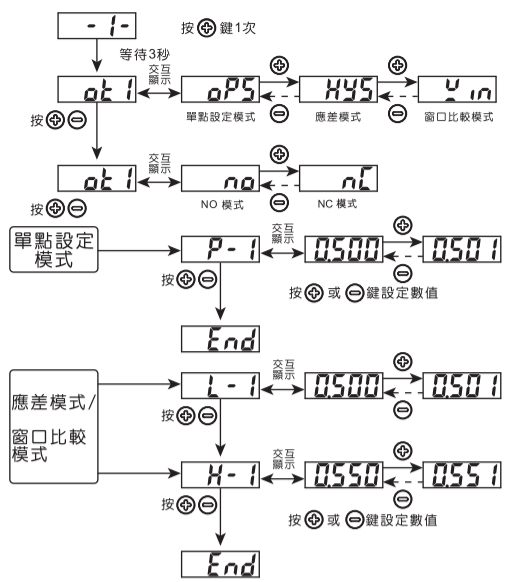 -1-
按⊕鍵1次
等待3秒
ot1
交互
顯示
oPS
HYS
Yin
按⊕⊖
單點設定模式
應差模式
窗口比較模式
ot1
交互
顯示
no
nC
按⊕⊖
NO 模式
NC 模式
單點設定
模式
P-1
交互
顯示
0.500
0.501
按⊕⊖
按⊕或⊖鍵設定數值
End
應差模式/
窗口比較
模式
L-1
交互
顯示
0.500
0.501
按⊕⊖
H-1
交互
顯示
0.550
0.551
按⊕⊖
按⊕或⊖鍵設定數值
End